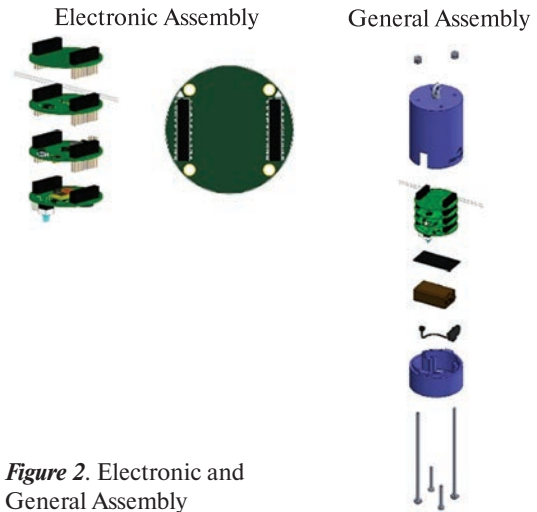 Electronic Assembly
General Assembly
Figure 2. Electronic and
General Assembly